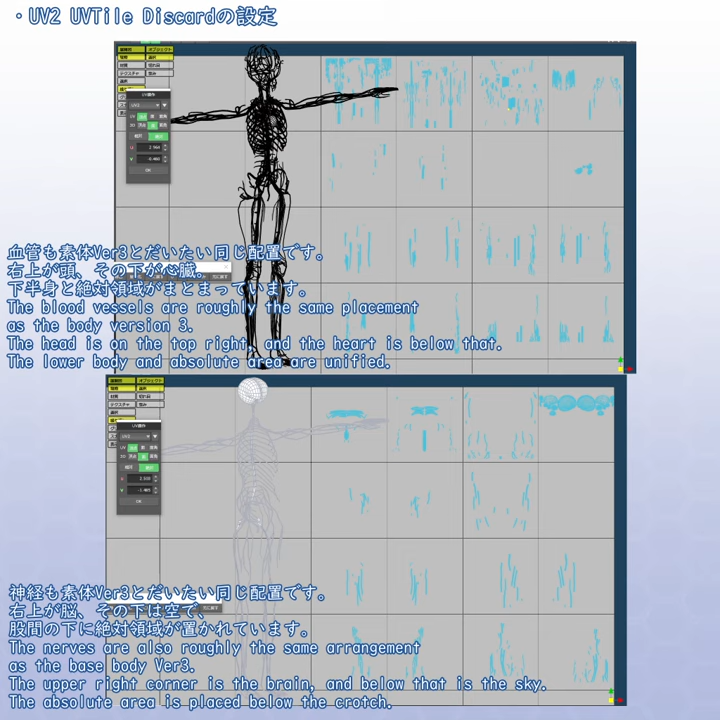 ・UV2 UVTile Discardの設定
UV操作
血管も素体Ver3とだいたい同じ配置です。
右上が頭、その下が心臓。
下半身と絶対領域がまとまっています。
The blood vessels are roughly the same placement
as the body version 3.
The head is on the top right, and the heart is below that.
The lower body and absolute area are unified.
UV操作
神経も素体Ver3とだいたい同じ配置です。
右上が脳、その下は空で、
股間の下に絶対領域が置かれています。
The nerves are also roughly the same arrangement
as the base body Ver3.
The upper right corner is the brain, and below that is the sky.
The absolute area is placed below the crotch.